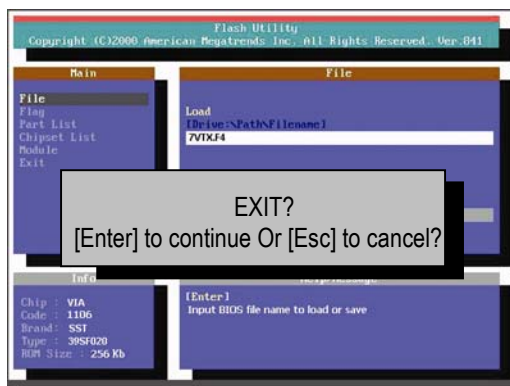 Flash Utility
Copyright (C)2000 American Megatrends Inc. All Rights Reserved. Ver.841
Main
File
File
Flag
Part List
Chipset List
Module
Exit
Load
[Drive:\Path\Filename]
7VTX.F4
EXIT?
[Enter] to continue Or [Esc] to cancel?
Info
Help Message
Chip : VIA
Code : 1106
Brand: SST
Type : 39SF020
ROM Size : 256 Kb
[Enter]
Input BIOS file name to load or save